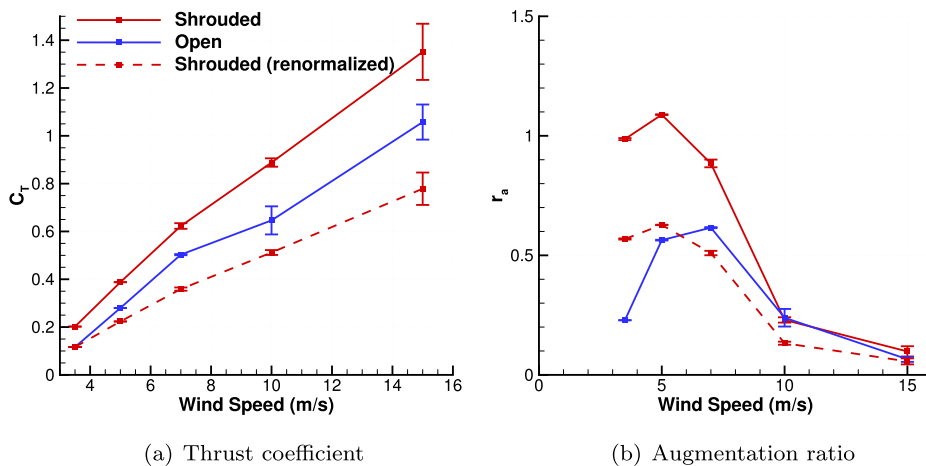 Shrouded
Open
Shrouded (renormalized)
1.4
1.2
1
0.8
0.6
0.4
0.2
0
C_T
4 6 8 10 12 14 16
Wind Speed (m/s)
(a) Thrust coefficient
1.5
1
0.5
0
r_a
0 5 10 15
Wind Speed (m/s)
(b) Augmentation ratio